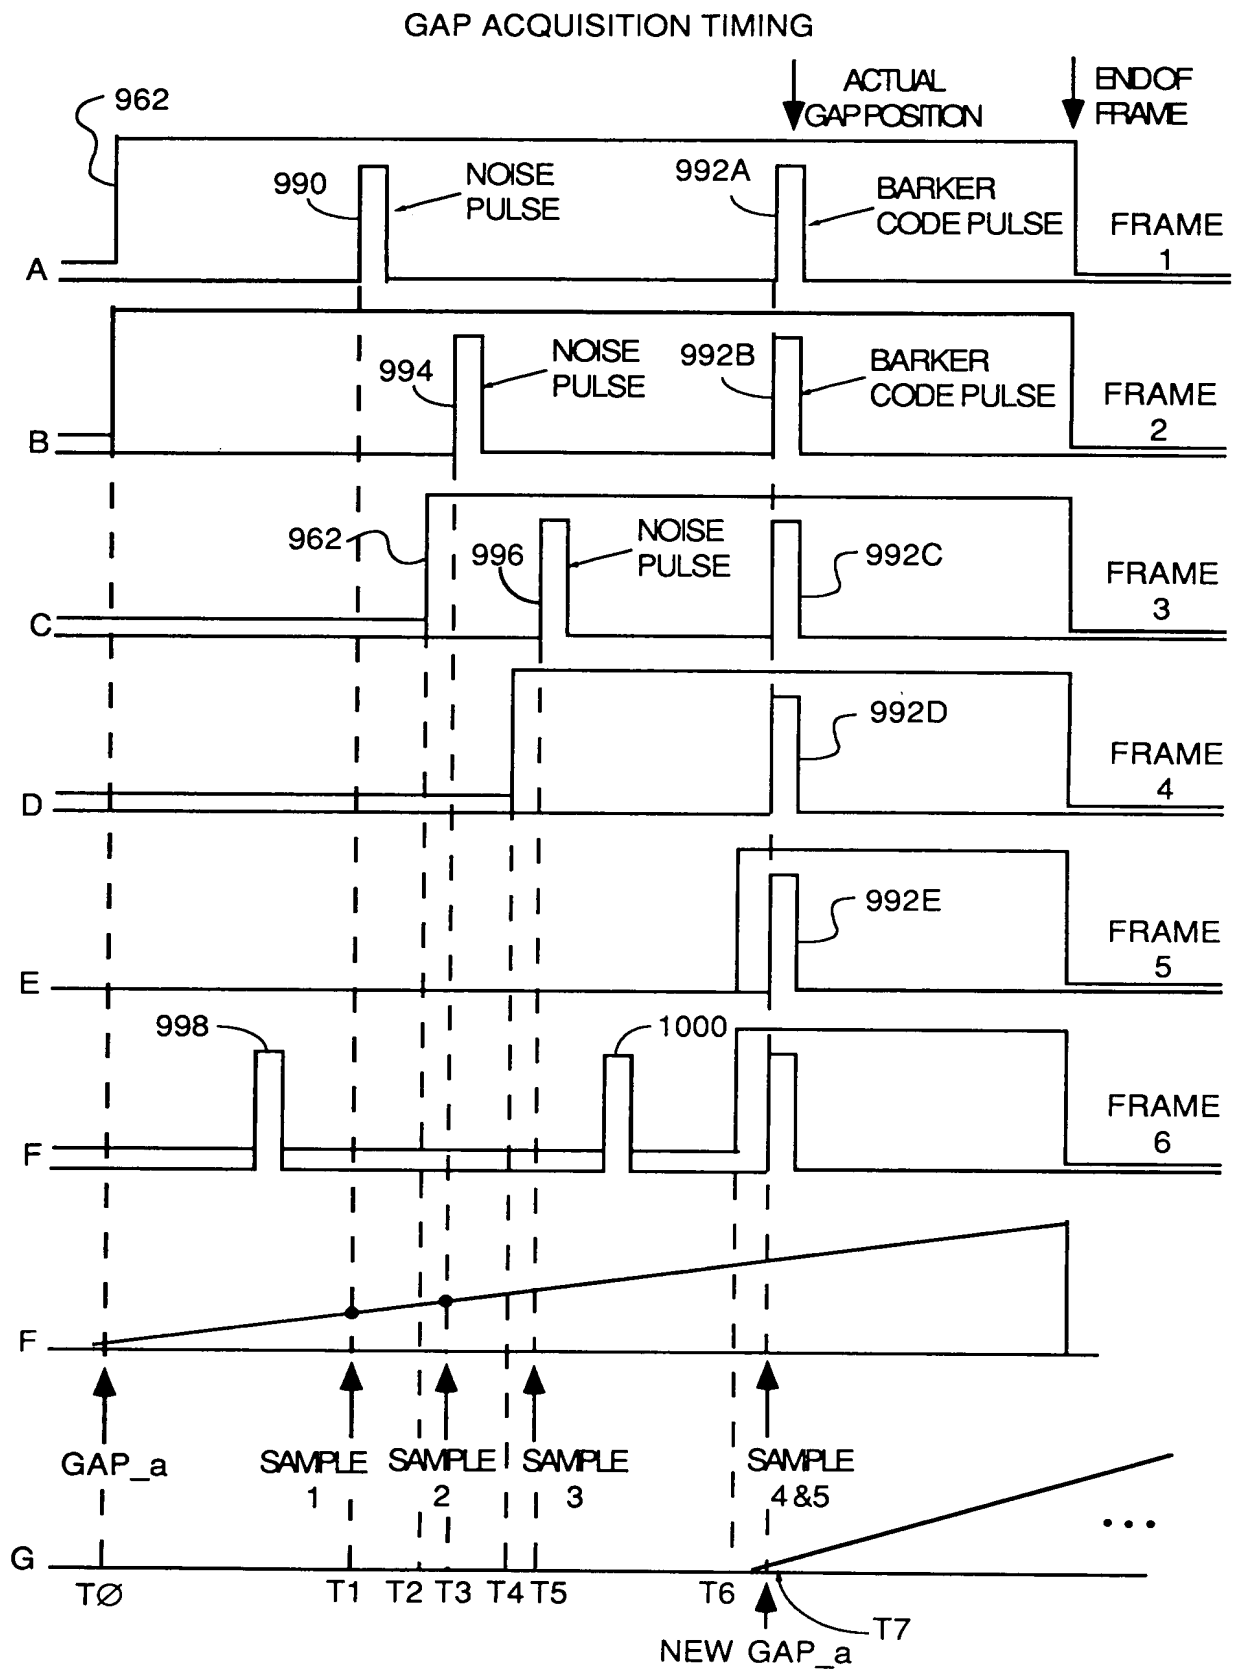 GAP ACQUISITION TIMING
ACTUAL
GAP POSITION
END OF
FRAME
962
990
NOISE
PULSE
992A
BARKER
CODE PULSE
FRAME
1
A
994
NOISE
PULSE
992B
BARKER
CODE PULSE
FRAME
2
B
962
996
NOISE
PULSE
992C
FRAME
3
C
992D
FRAME
4
D
992E
FRAME
5
E
998
1000
FRAME
6
F
F
GAP_a
SAMPLE
1
SAMPLE
2
SAMPLE
3
SAMPLE
4 &5
...
G
TØ
T1
T2
T3
T4
T5
T6
T7
NEW GAP_a